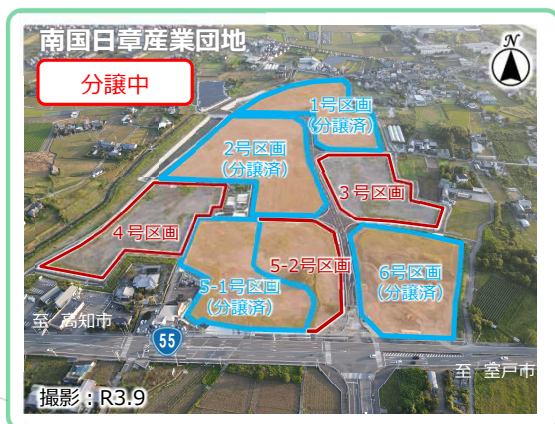 南国日章産業団地
分譲中
N
1号区画
(分譲済)
2号区画
(分譲済)
3号区画
4号区画
5-2号区画
5-1号区画
(分譲済)
6号区画
(分譲済)
至 高知市
55
至 室戸市
撮影：R3.9